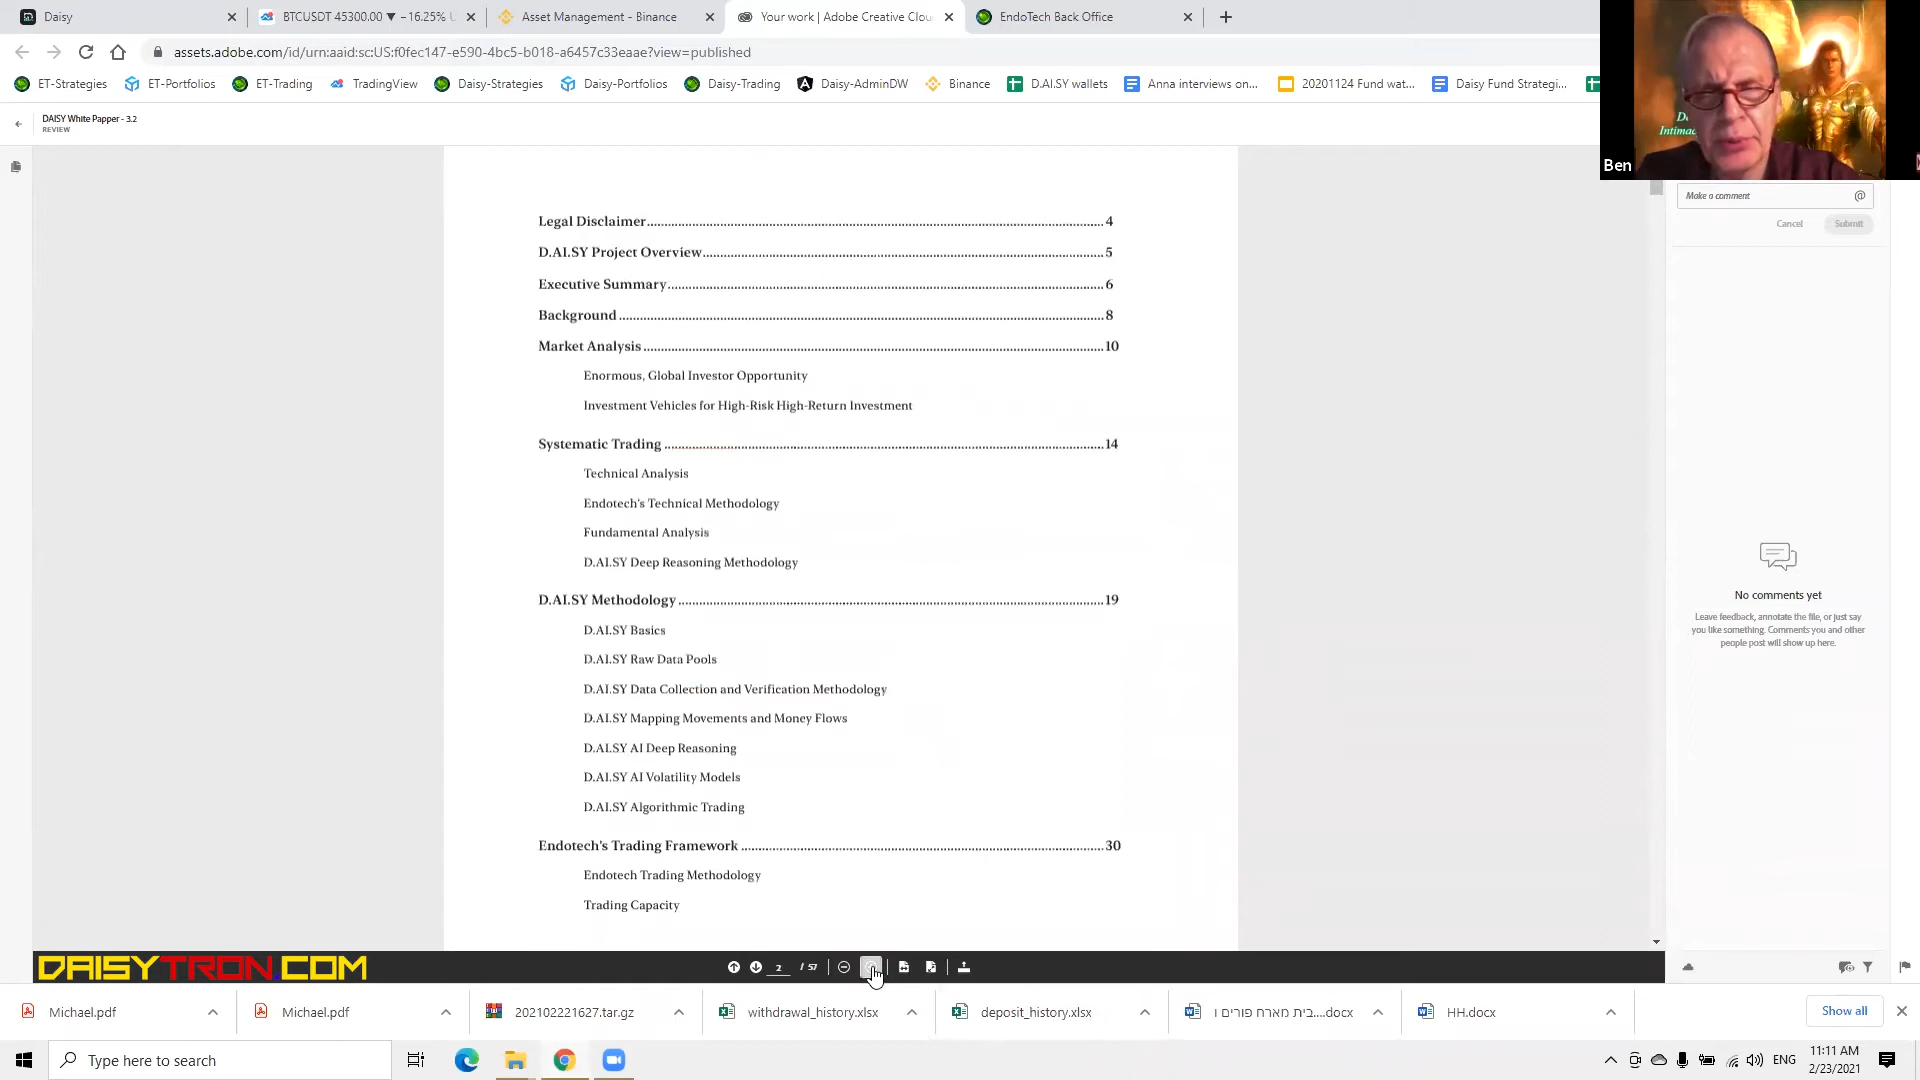 Daisy
BTCUSDT 45300.00 ▼ −16.25% U
Asset Management - Binance
Your work | Adobe Creative Clou
EndoTech Back Office
assets.adobe.com/id/urn:aaid:sc:US:f0fec147-e590-4bc5-b018-a6457c33eaae?view=published
ET-Strategies
ET-Portfolios
ET-Trading
TradingView
Daisy-Strategies
Daisy-Portfolios
Daisy-Trading
Daisy-AdminDW
Binance
D.AI.SY wallets
Anna interviews on...
20201124 Fund wat...
Daisy Fund Strategi...
DAISY White Papper - 3.2
REVIEW
Intimac
Ben
Make a comment @
Cancel Submit
Legal Disclaimer 4
D.AI.SY Project Overview 5
Executive Summary 6
Background 8
Market Analysis 10
Enormous, Global Investor Opportunity
Investment Vehicles for High-Risk High-Return Investment
Systematic Trading 14
Technical Analysis
Endotech's Technical Methodology
Fundamental Analysis
D.AI.SY Deep Reasoning Methodology
D.AI.SY Methodology 19
D.AI.SY Basics
D.AI.SY Raw Data Pools
D.AI.SY Data Collection and Verification Methodology
D.AI.SY Mapping Movements and Money Flows
D.AI.SY AI Deep Reasoning
D.AI.SY AI Volatility Models
D.AI.SY Algorithmic Trading
Endotech's Trading Framework 30
Endotech Trading Methodology
Trading Capacity
No comments yet
Leave feedback, annotate the file, or just say
you like something. Comments you and other
people post will show up here.
DAISYTRON.COM
2 / 57
Michael.pdf
Michael.pdf
202102221627.tar.gz
withdrawal_history.xlsx
deposit_history.xlsx
בית מארח פורים ו....docx
HH.docx
Show all
Type here to search
ENG
11:11 AM
2/23/2021